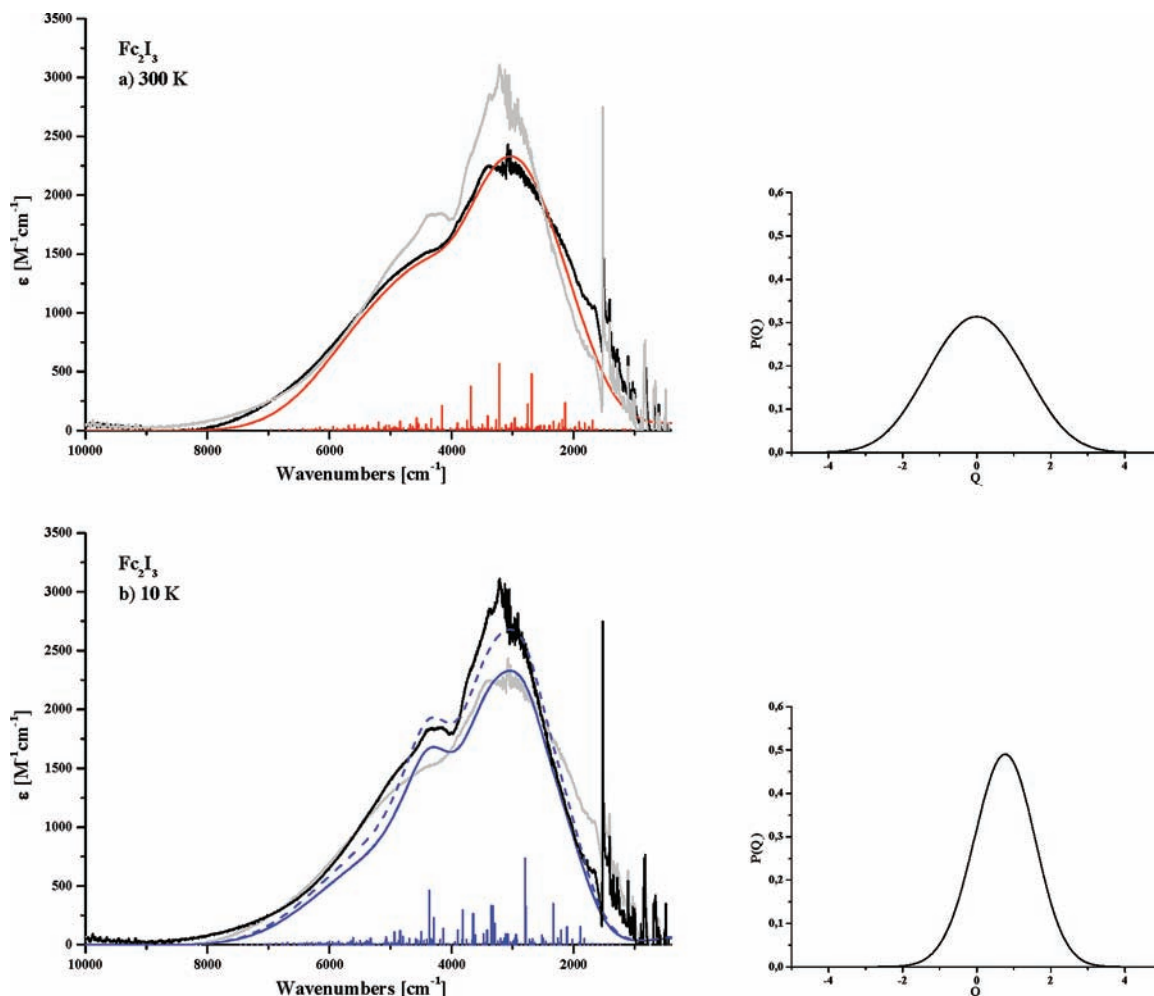 Fc₂I₃
a) 300 K
3500
3000
2500
2000
1500
1000
500
0
ε [M⁻¹cm⁻¹]
10000 8000 6000 4000 2000
Wavenumbers [cm⁻¹]
0,6
0,5
0,4
0,3
0,2
0,1
0,0
P(Q)
-4 -2 0 2 4
Q
Fc₂I₃
b) 10 K
3500
3000
2500
2000
1500
1000
500
0
ε [M⁻¹cm⁻¹]
10000 8000 6000 4000 2000
Wavenumbers [cm⁻¹]
0,6
0,5
0,4
0,3
0,2
0,1
0,0
P(Q)
-4 -2 0 2 4
Q